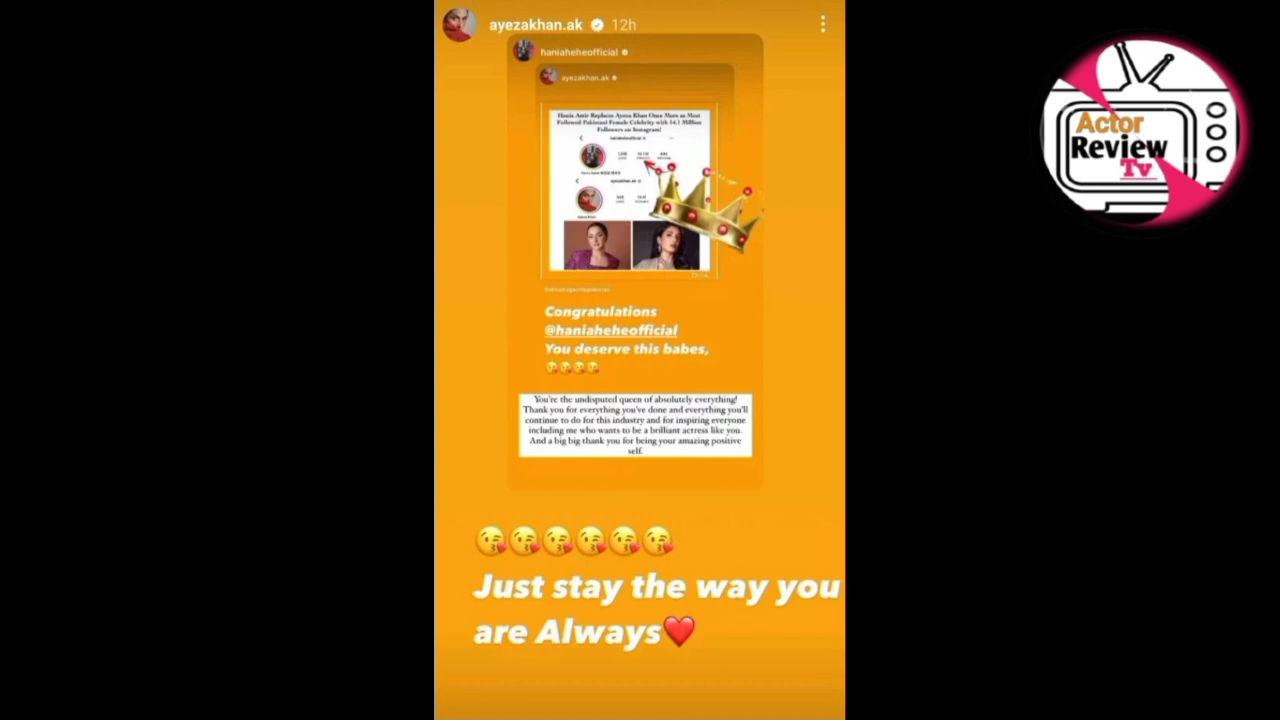 ayezakhan.ak 12h
haniaheheofficial
ayezakhan.ak
Hania Amir Replaces Ayeza Khan Once More as Most
Followed Pakistani Female Celebrity with 14.1 Million
Followers on Instagram!
haniaheheofficial
ayezakhan.ak
Congratulations
@haniaheheofficial
You deserve this babes,
😘😘😘😘
You're the undisputed queen of absolutely everything!
Thank you for everything you've done and everything you'll
continue to do for this industry and for inspiring everyone
including me who wants to be a brilliant actress like you.
And a big big thank you for being your amazing positive
self.
😘😘😘😘😘😘
Just stay the way you
are Always❤️
Actor
Review
Tv